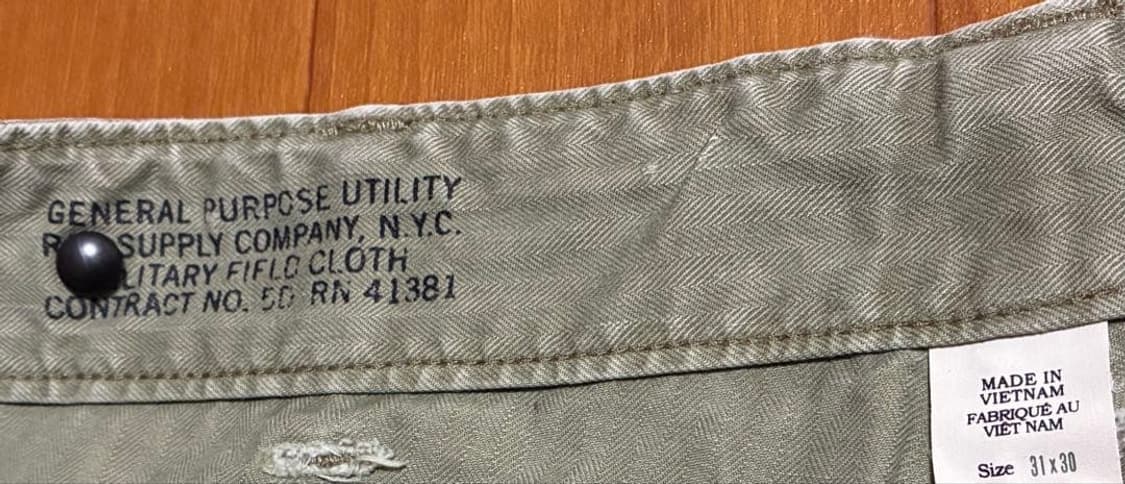 GENERAL PURPOSE UTILITY
SUPPLY COMPANY, N.Y.C.
FIELD CLOTH
CONTRACT NO. RN 41381
MADE IN
VIETNAM
FABRIQUÉ AU
VIÊT NAM
Size 31 x 30